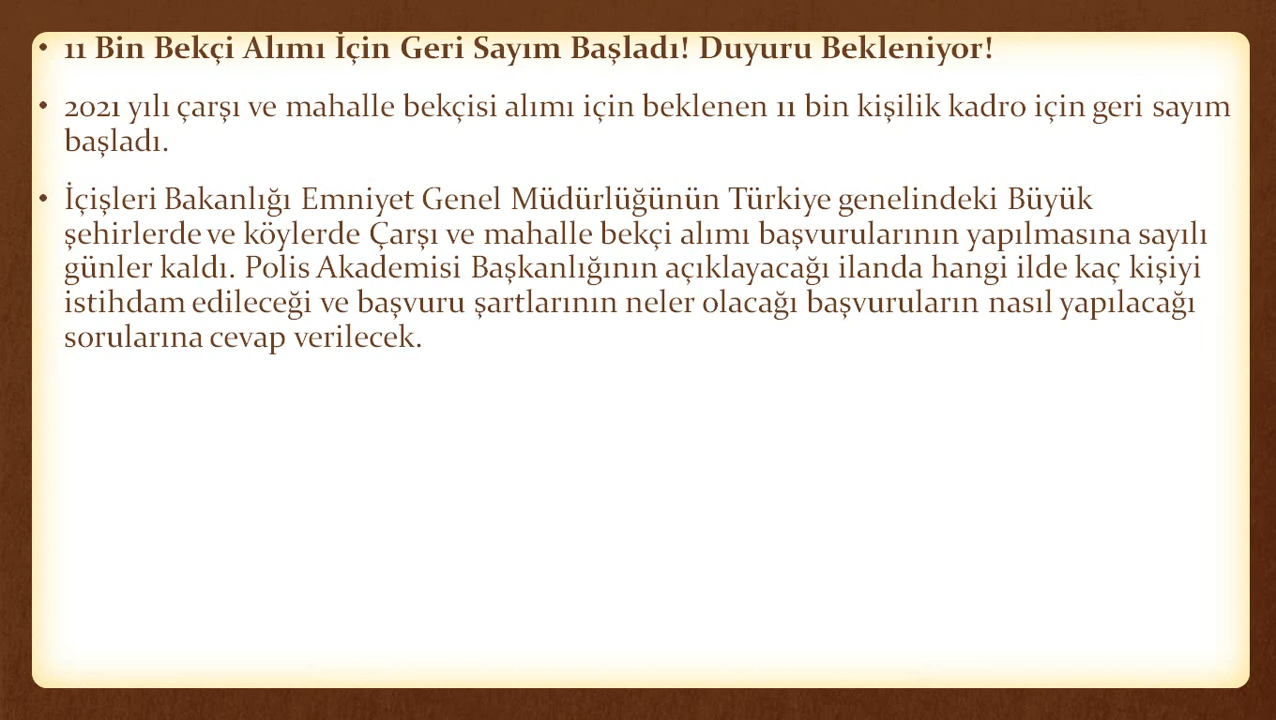 • 11 Bin Bekçi Alımı İçin Geri Sayım Başladı! Duyuru Bekleniyor!
• 2021 yılı çarşı ve mahalle bekçisi alımı için beklenen 11 bin kişilik kadro için geri sayım
başladı.
• İçişleri Bakanlığı Emniyet Genel Müdürlüğünün Türkiye genelindeki Büyük
şehirlerde ve köylerde Çarşı ve mahalle bekçi alımı başvurularının yapılmasına sayılı
günler kaldı. Polis Akademisi Başkanlığının açıklayacağı ilanda hangi ilde kaç kişiyi
istihdam edileceği ve başvuru şartlarının neler olacağı başvuruların nasıl yapılacağı
sorularına cevap verilecek.